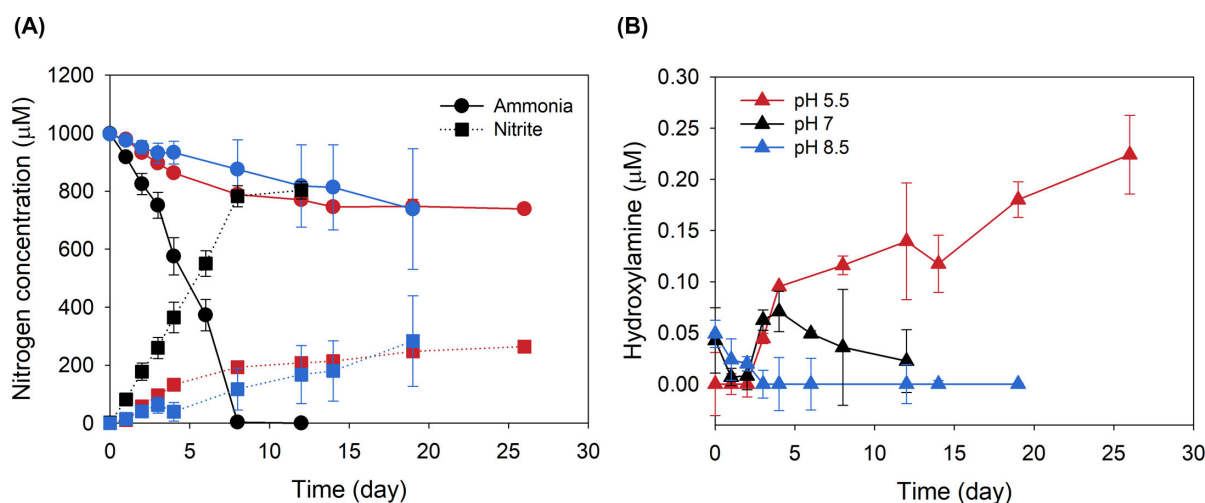 (A)
Nitrogen concentration (µM)
1200
1000
800
600
400
200
0
Ammonia
Nitrite
0 5 10 15 20 25 30
Time (day)
(B)
Hydroxylamine (µM)
0.30
0.25
0.20
0.15
0.10
0.05
0.00
pH 5.5
pH 7
pH 8.5
0 5 10 15 20 25 30
Time (day)